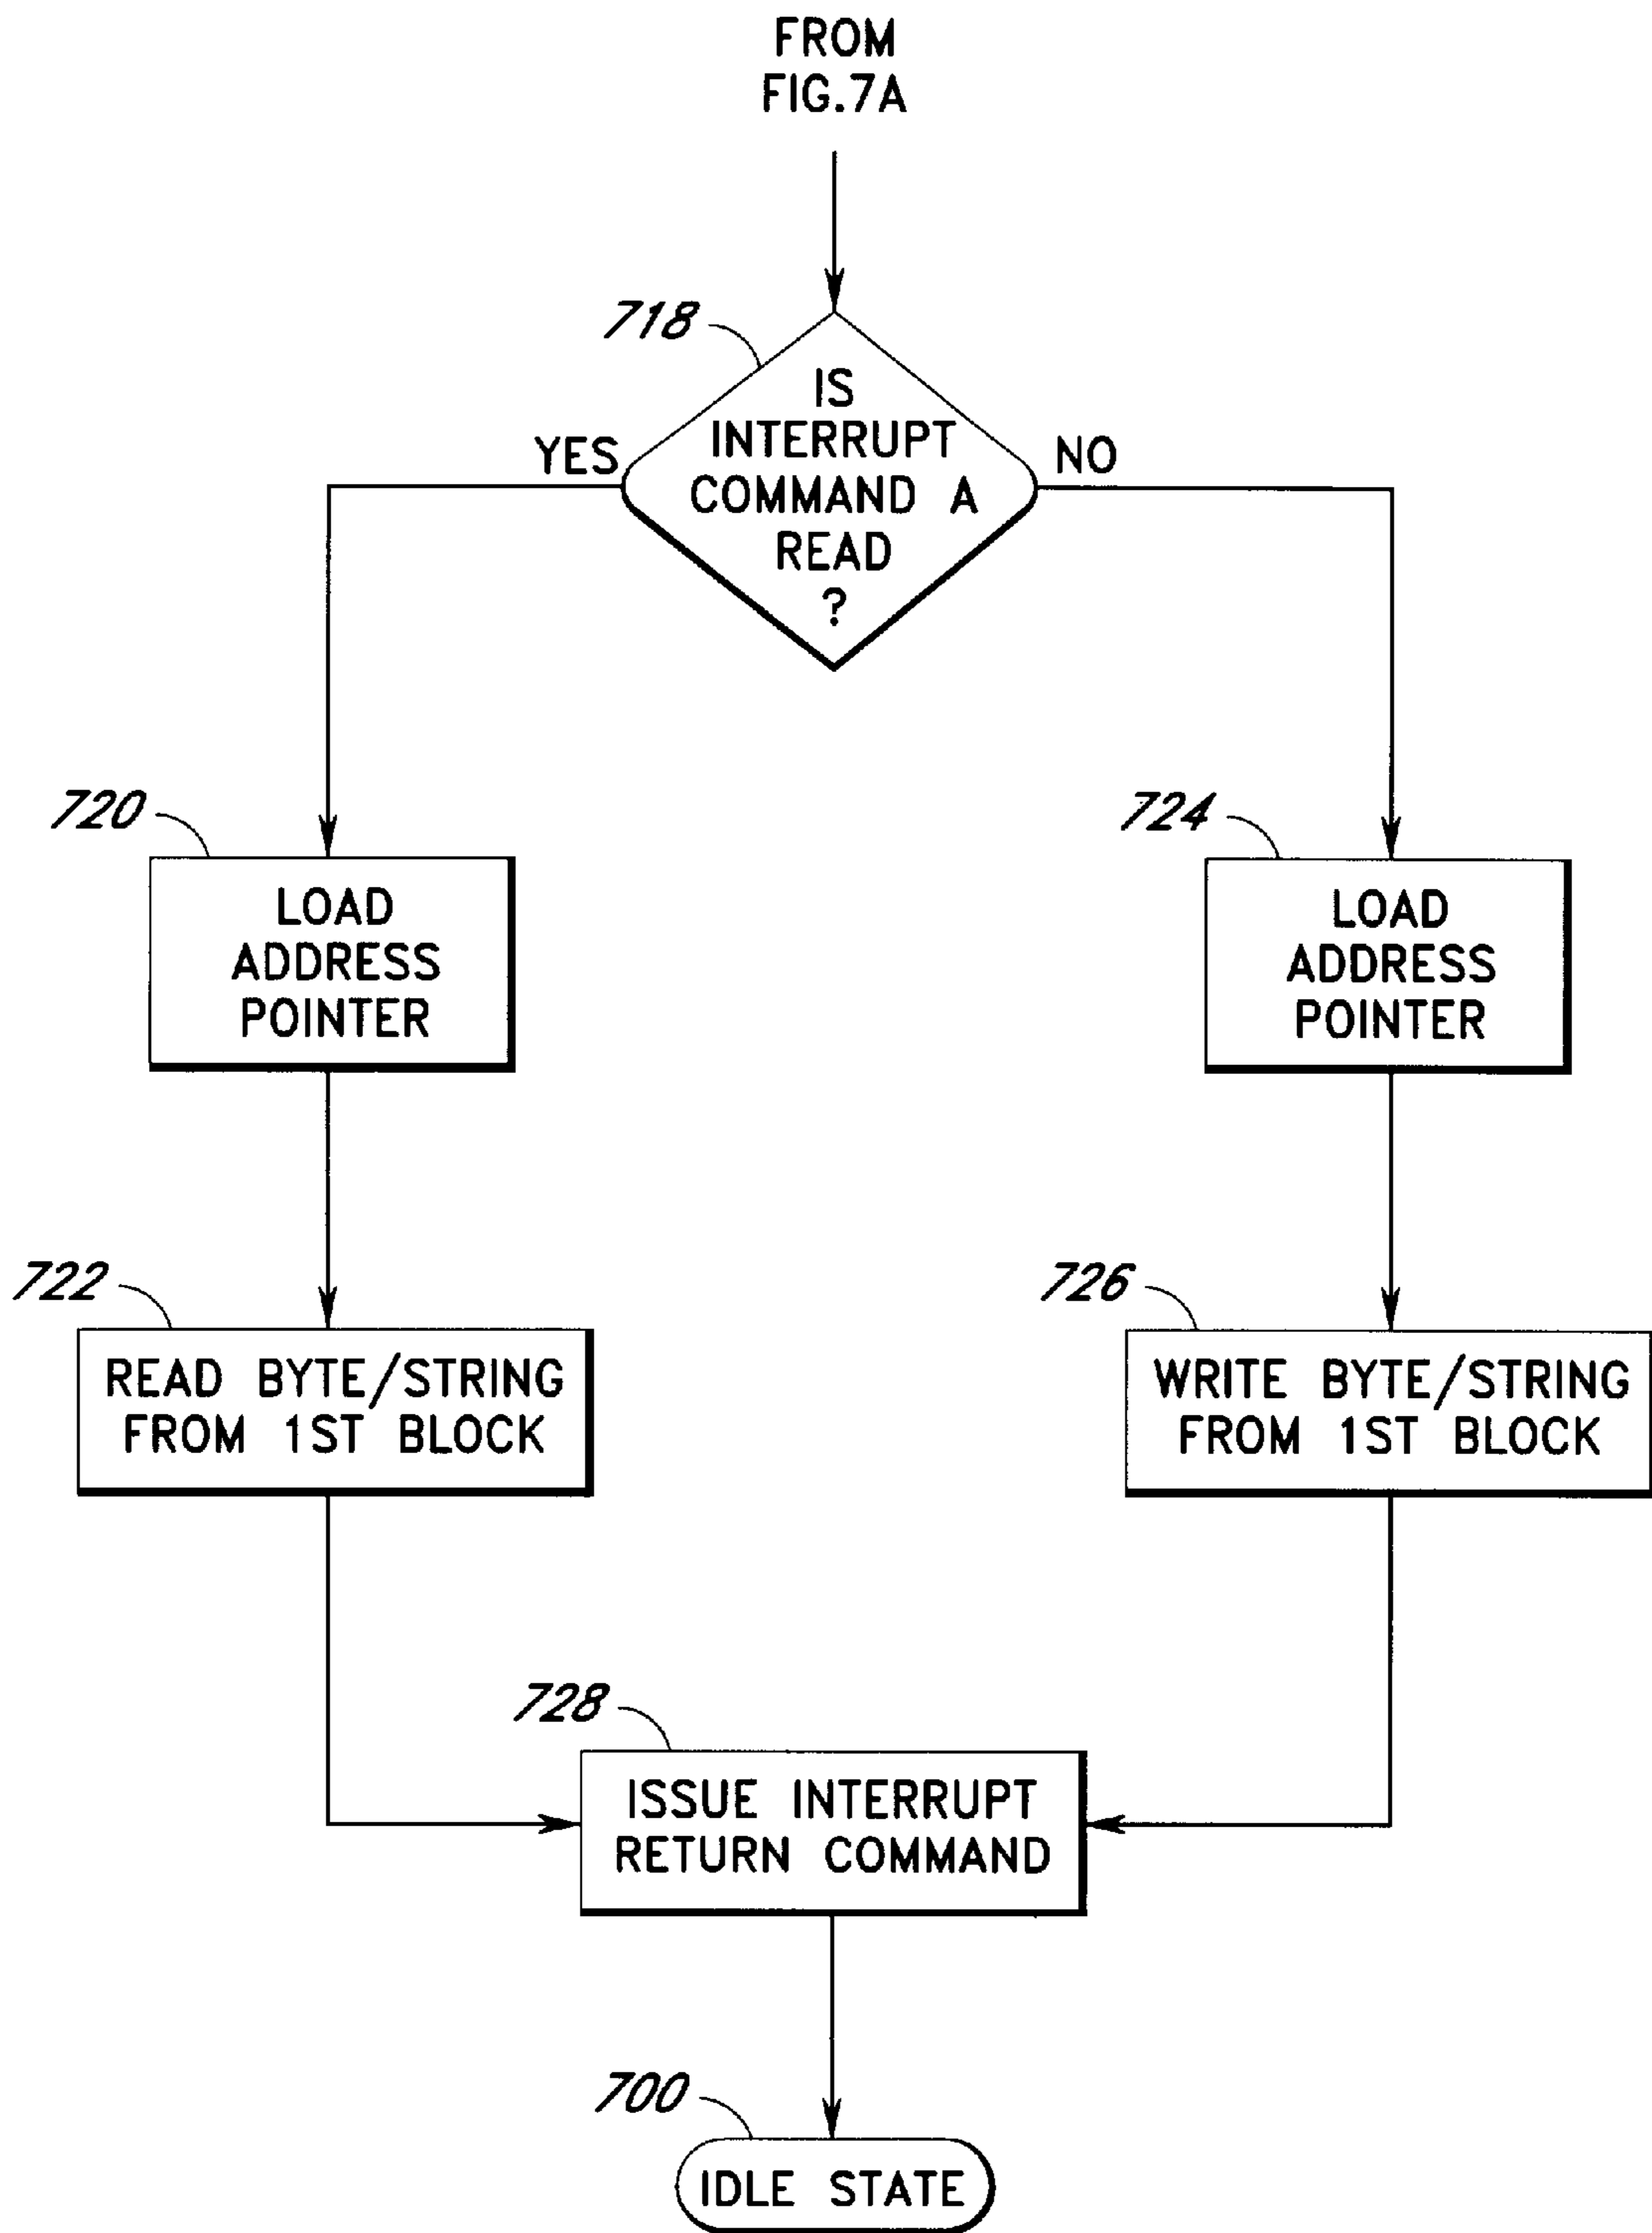 FROM
FIG.7A
718
IS
INTERRUPT
COMMAND A
READ
?
YES
NO
720
LOAD
ADDRESS
POINTER
724
LOAD
ADDRESS
POINTER
722
READ BYTE/STRING
FROM 1ST BLOCK
726
WRITE BYTE/STRING
FROM 1ST BLOCK
728
ISSUE INTERRUPT
RETURN COMMAND
700
IDLE STATE